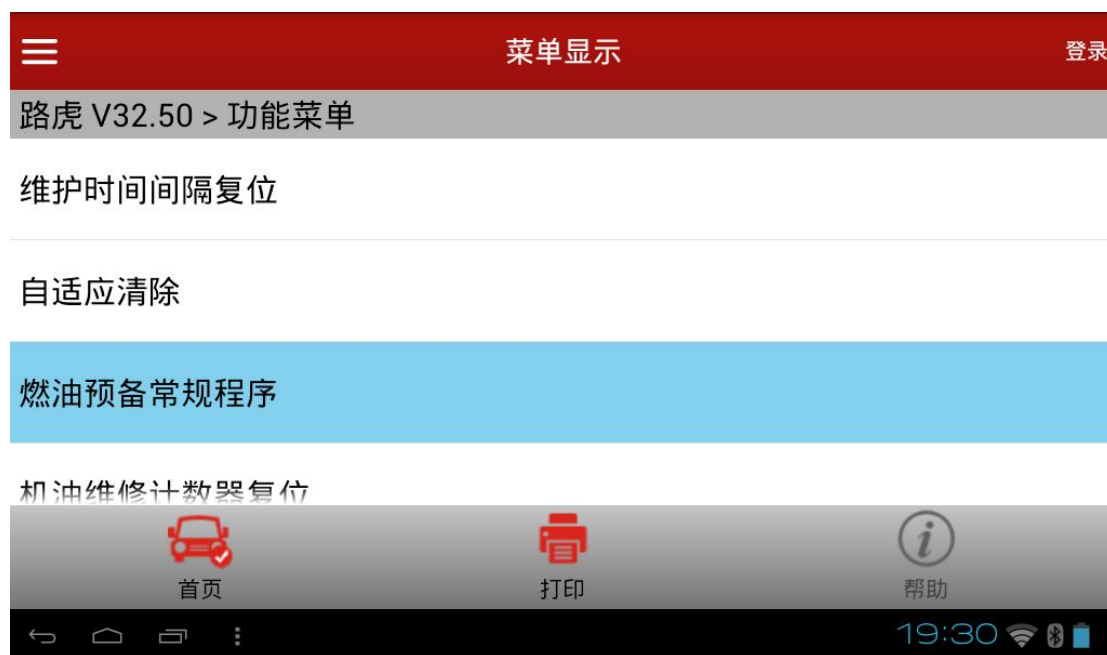 菜单显示
登录
路虎 V32.50 > 功能菜单
维护时间间隔复位
自适应清除
燃油预备常规程序
机油维修计数器复位
首页
打印
帮助
19:30